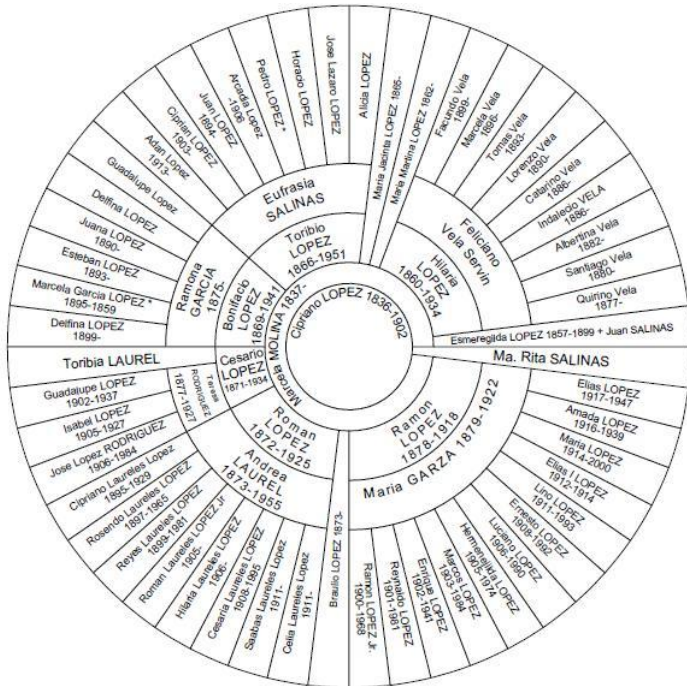 Cipriano LOPEZ 1836-1902
Marcela MOLINA 1837-
Toribio
LOPEZ
1866-1951
Eufrasia
SALINAS
Guadalupe Lopez
Adan Lopez
1913-
Ciprian LOPEZ
1903-
Juan LOPEZ
1894-
Arcadia Lopez
-1906
Pedro LOPEZ *
Horacio LOPEZ
Jose Lazaro LOPEZ
Alicia LOPEZ
Maria Jacinta LOPEZ 1865-
Maria Martina LOPEZ 1862-
Hilaria
LOPEZ
1860-1934
Feliciano
Vela Servin
Facundo Vela
1899-
Marcela Vela
1896-
Tomas Vela
1893-
Lorenzo Vela
1890-
Catarino Vela
1886-
Indalecio VELA
1886-
Albertina Vela
1882-
Santiago Vela
1880-
Quirino Vela
1877-
Esmeregilda LOPEZ 1857-1899 + Juan SALINAS
Ma. Rita SALINAS
Ramon
LOPEZ
1878-1918
Maria GARZA 1879-1922
Elias LOPEZ
1917-1947
Amada LOPEZ
1916-1939
Maria LOPEZ
1914-2000
Elias I LOPEZ
1912-1914
Lino LOPEZ
1911-1993
Ernesto LOPEZ
1908-1992
Luciano LOPEZ
1906-1990
Hermenejilda LOPEZ
1905-1974
Marcos LOPEZ
1903-1984
Enrique LOPEZ
1902-1941
Reynaldo LOPEZ
1901-1981
Ramon LOPEZ Jr.
1900-1968
Braulio LOPEZ 1873-
Roman
LOPEZ
1872-1925
Andrea
LAUREL
1873-1955
Celia Laureles Lopez
1911-
Saabas Laureles Lopez
1911-
Cesaria Laureles LOPEZ
1908-1995
Hilaria Laureles LOPEZ
1906-
Roman Laureles LOPEZ Jr
1905-
Reyes Laureles LOPEZ
1899-1981
Rosendo Laureles LOPEZ
1897-1965
Cipriano Laureles Lopez
1895-1929
Cesario
LOPEZ
1871-1934
Teresa
RODRIGUEZ
1877-1927
Jose Lopez RODRIGUEZ
1906-1984
Isabel LOPEZ
1905-1927
Guadalupe LOPEZ
1902-1937
Toribia LAUREL
Bonifacio
LOPEZ
1869-1941
Ramona
GARCIA
1875-
Delfina LOPEZ
1899-
Marcela Garcia LOPEZ *
1895-1859
Esteban LOPEZ
1893-
Juana LOPEZ
1890-
Delfina LOPEZ